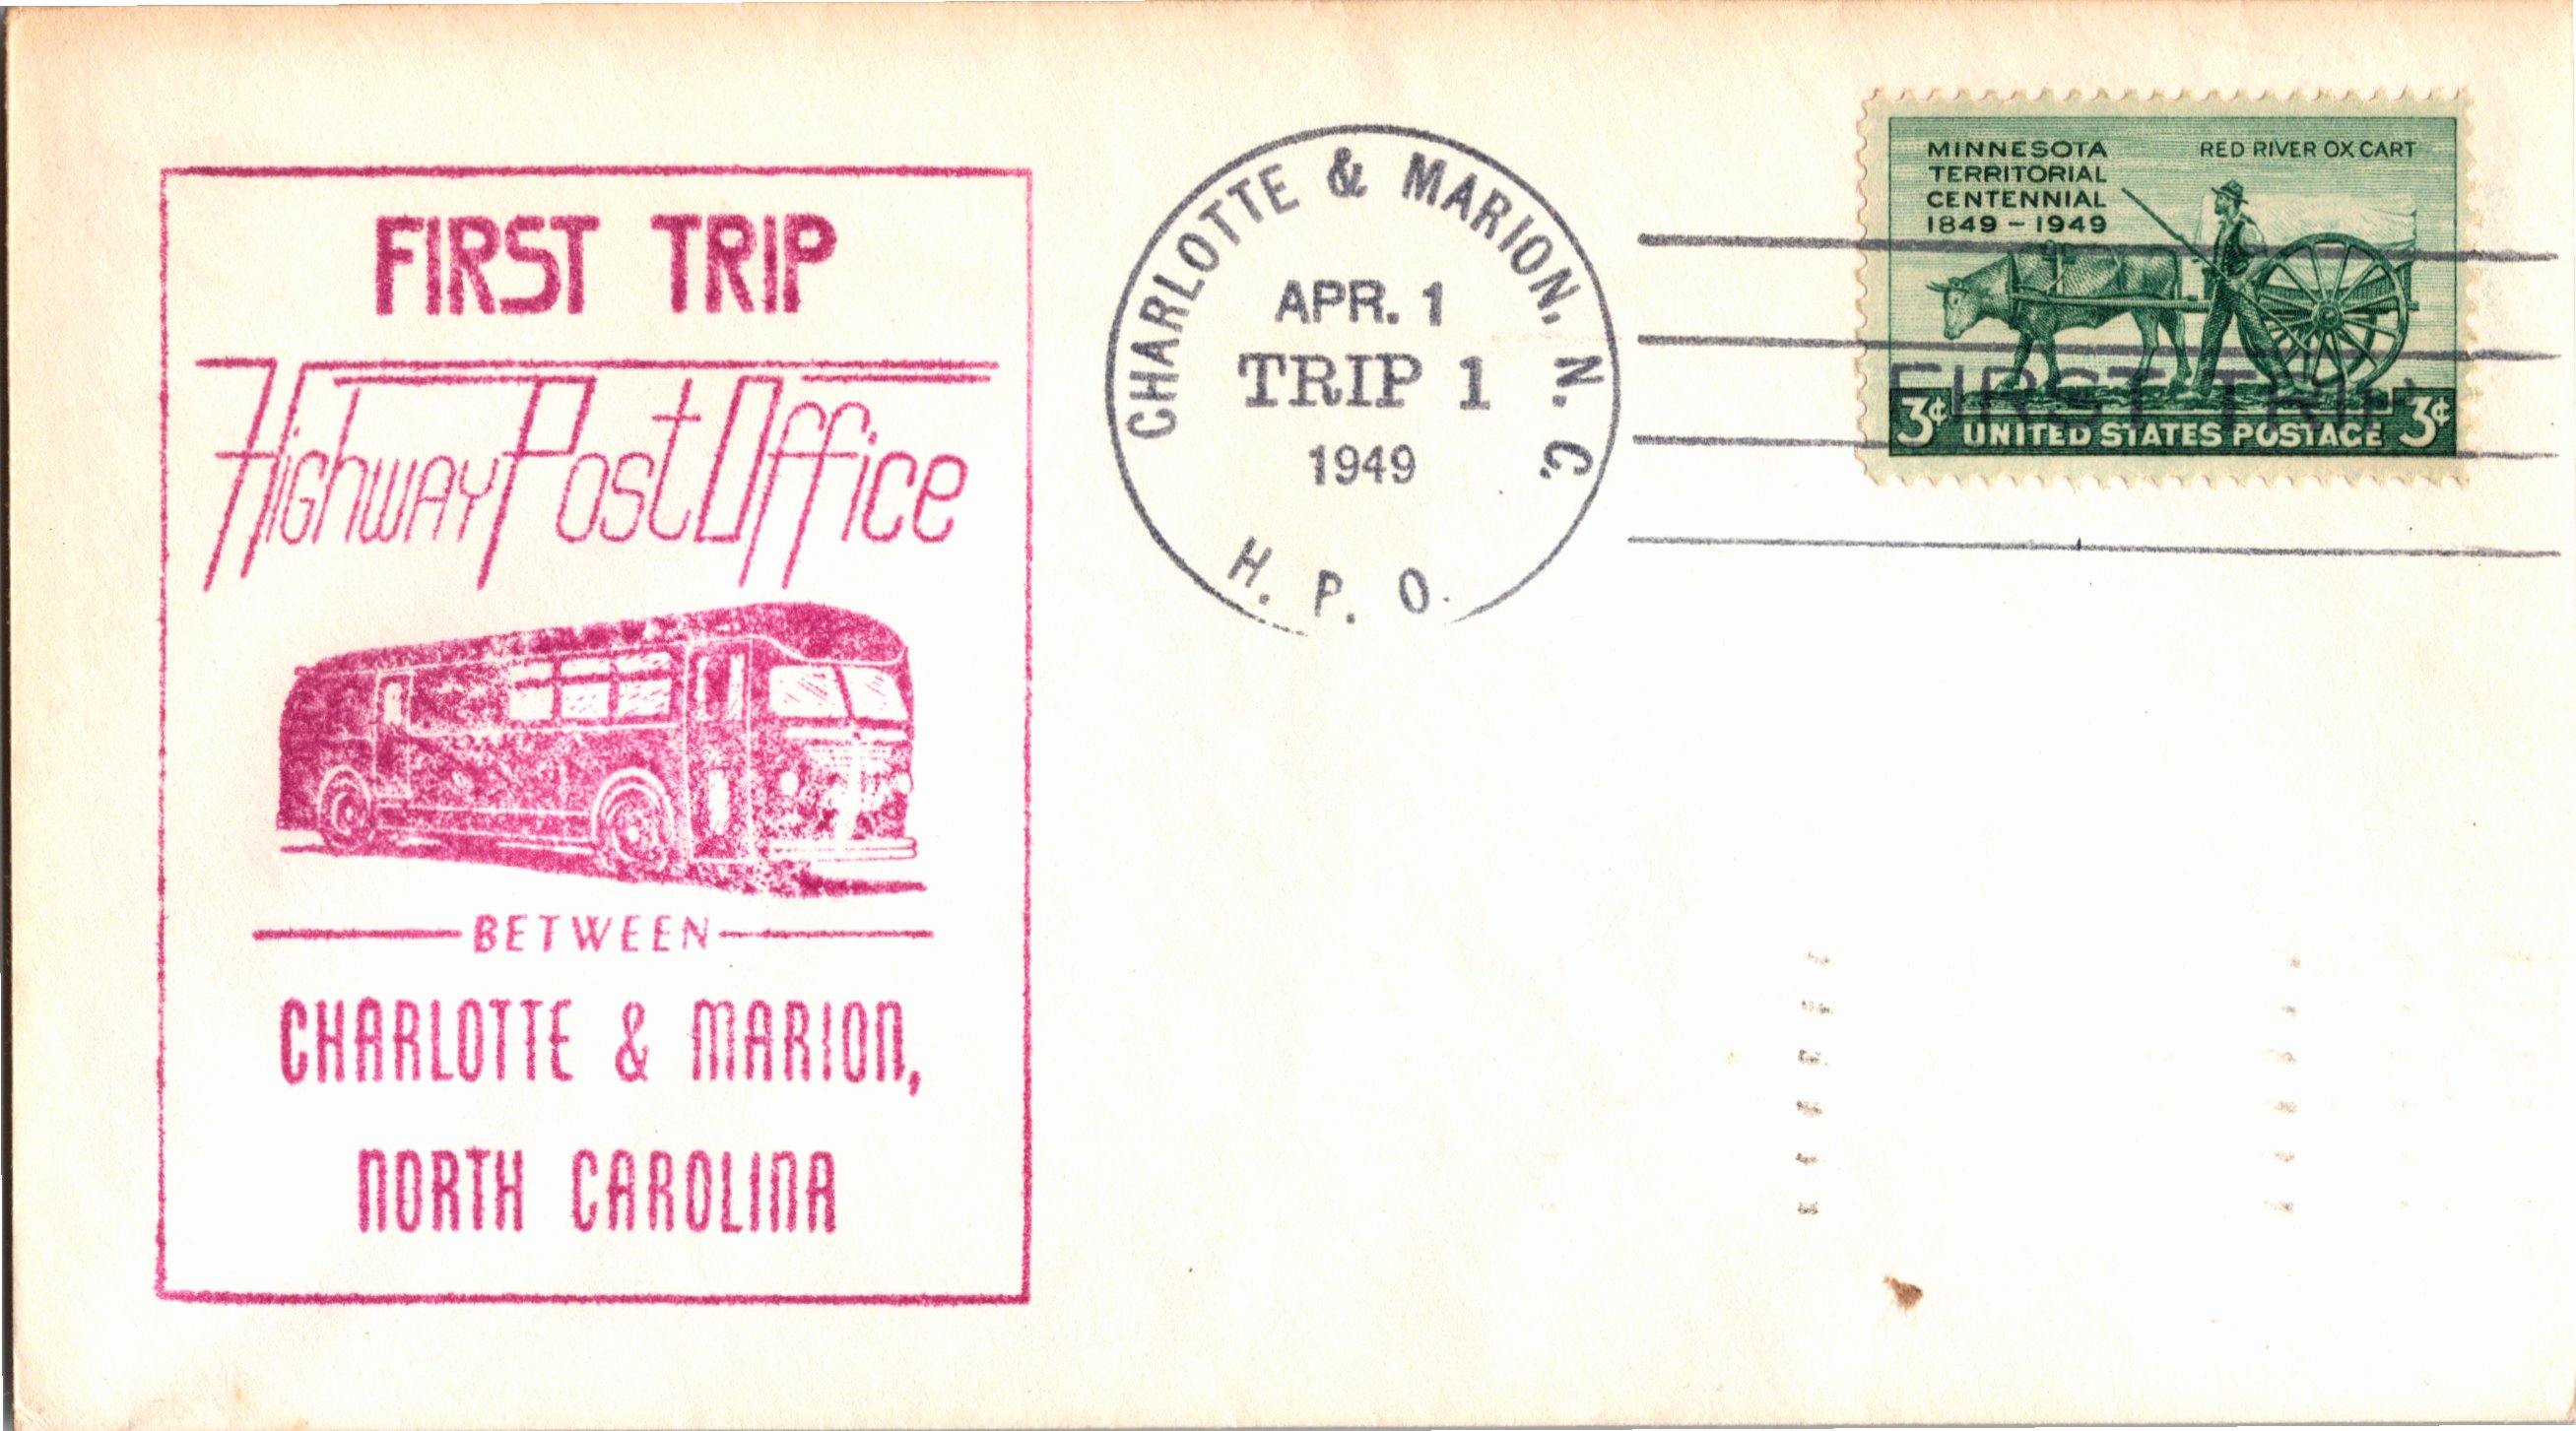 FIRST TRIP
Highway Post Office
BETWEEN
CHARLOTTE & MARION,
NORTH CAROLINA
CHARLOTTE & MARION, N. C.
APR. 1
TRIP 1
1949
H. P. O.
MINNESOTA
TERRITORIAL
CENTENNIAL
1849 – 1949
RED RIVER OX CART
FIRST TRIP
3¢ UNITED STATES POSTAGE 3¢